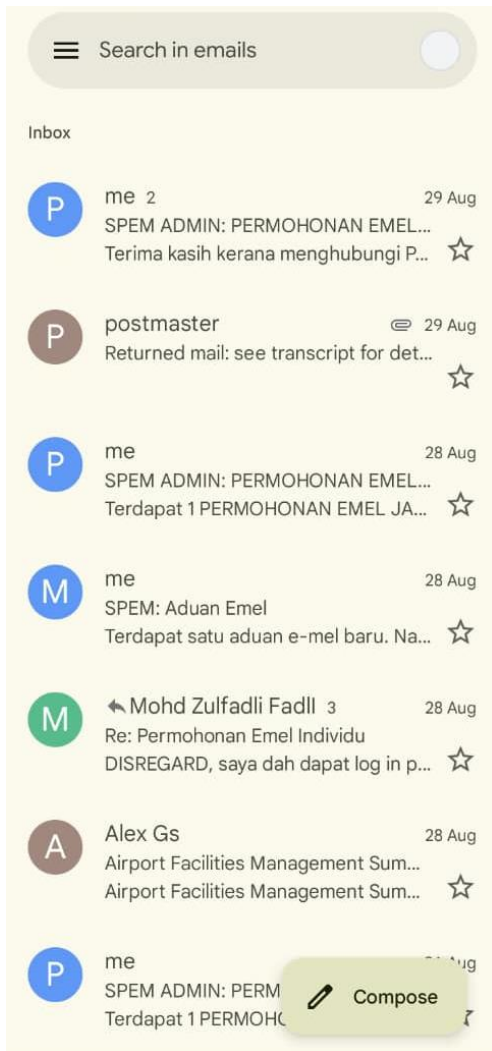 Search in emails
Inbox
P
me 2
29 Aug
SPEM ADMIN: PERMOHONAN EMEL...
Terima kasih kerana menghubungi P...
P
postmaster
29 Aug
Returned mail: see transcript for det...
P
me
28 Aug
SPEM ADMIN: PERMOHONAN EMEL...
Terdapat 1 PERMOHONAN EMEL JA...
M
me
28 Aug
SPEM: Aduan Emel
Terdapat satu aduan e-mel baru. Na...
M
Mohd Zulfadli Fadll 3
28 Aug
Re: Permohonan Emel Individu
DISREGARD, saya dah dapat log in p...
A
Alex Gs
28 Aug
Airport Facilities Management Sum...
Airport Facilities Management Sum...
P
me
SPEM ADMIN: PERM
Terdapat 1 PERMOH
Compose